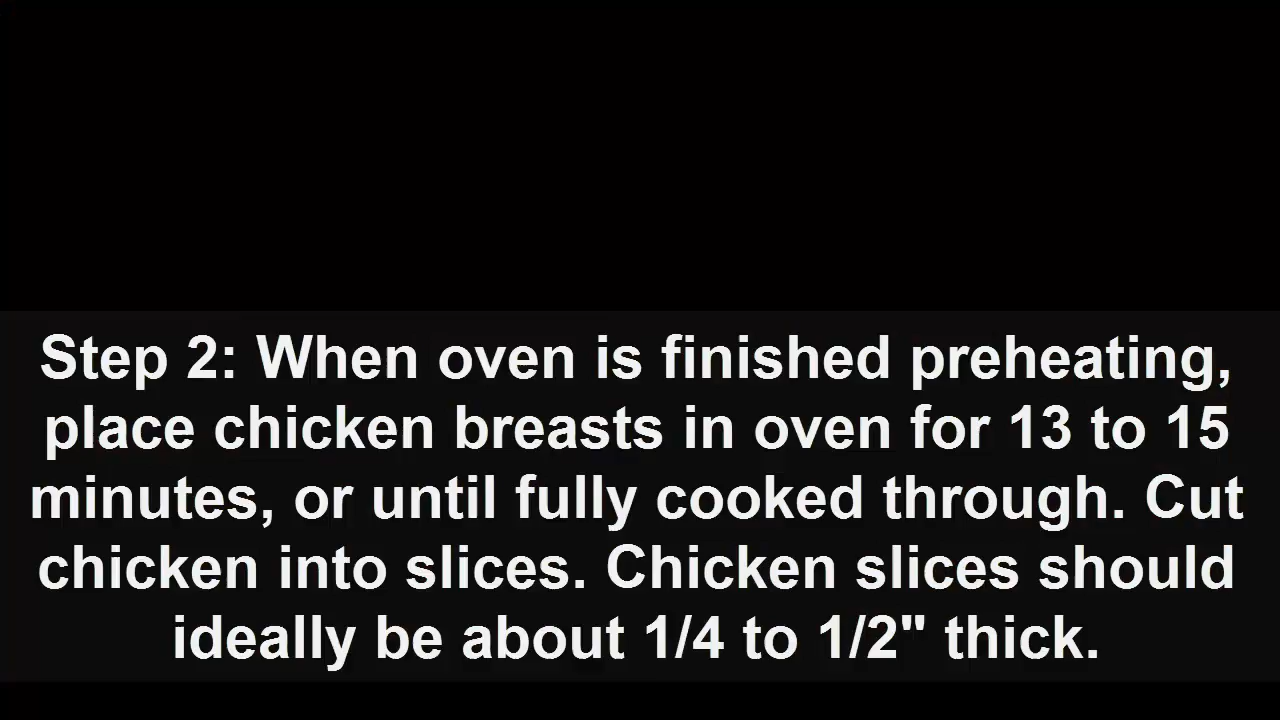 Step 2: When oven is finished preheating,
place chicken breasts in oven for 13 to 15
minutes, or until fully cooked through. Cut
chicken into slices. Chicken slices should
ideally be about 1/4 to 1/2" thick.